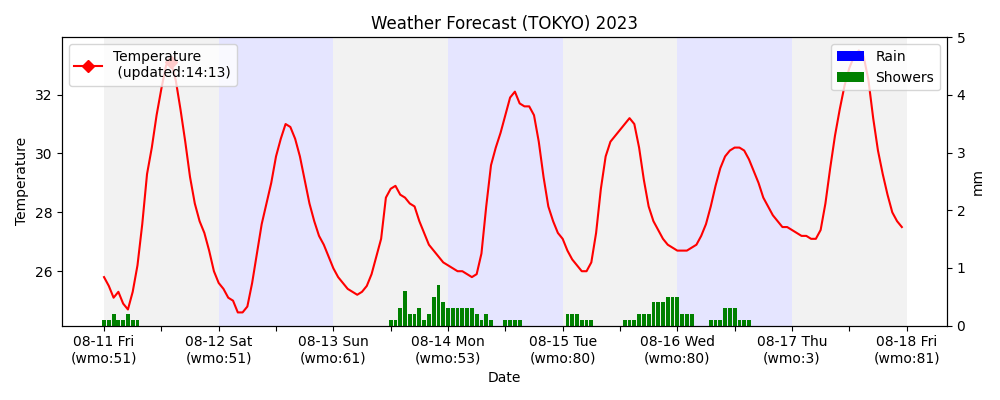 Weather Forecast (TOKYO) 2023
Temperature
(updated:14:13)
Rain
Showers
Temperature
32
30
28
26
5
4
3
2
1
0
mm
08-11 Fri
(wmo:51)
08-12 Sat
(wmo:51)
08-13 Sun
(wmo:61)
08-14 Mon
(wmo:53)
08-15 Tue
(wmo:80)
08-16 Wed
(wmo:80)
08-17 Thu
(wmo:3)
08-18 Fri
(wmo:81)
Date